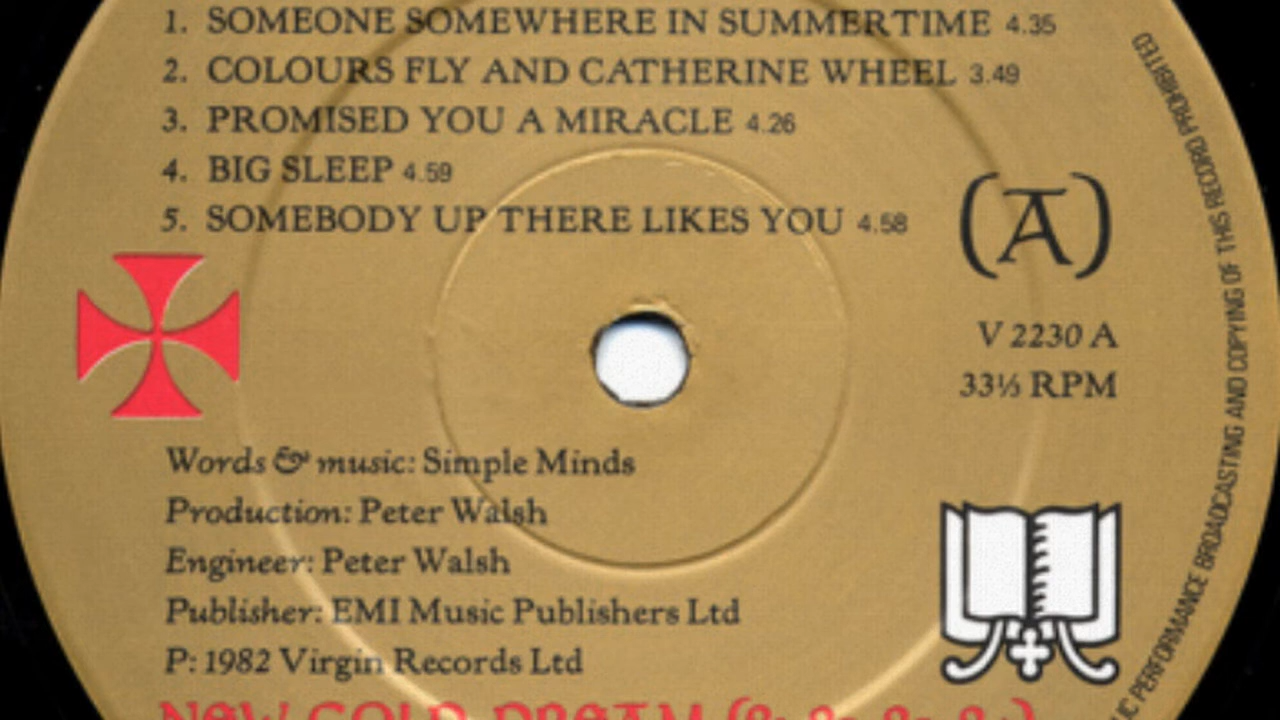 1. SOMEONE SOMEWHERE IN SUMMERTIME 4.35
2. COLOURS FLY AND CATHERINE WHEEL 3.49
3. PROMISED YOU A MIRACLE 4.26
4. BIG SLEEP 4.59
5. SOMEBODY UP THERE LIKES YOU 4.58
(A)
V 2230 A
33⅓ RPM
Words & music: Simple Minds
Production: Peter Walsh
Engineer: Peter Walsh
Publisher: EMI Music Publishers Ltd
P: 1982 Virgin Records Ltd
NEW GOLD DREAM
PERFORMANCE BROADCASTING AND COPYING OF THIS RECORD PROHIBITED